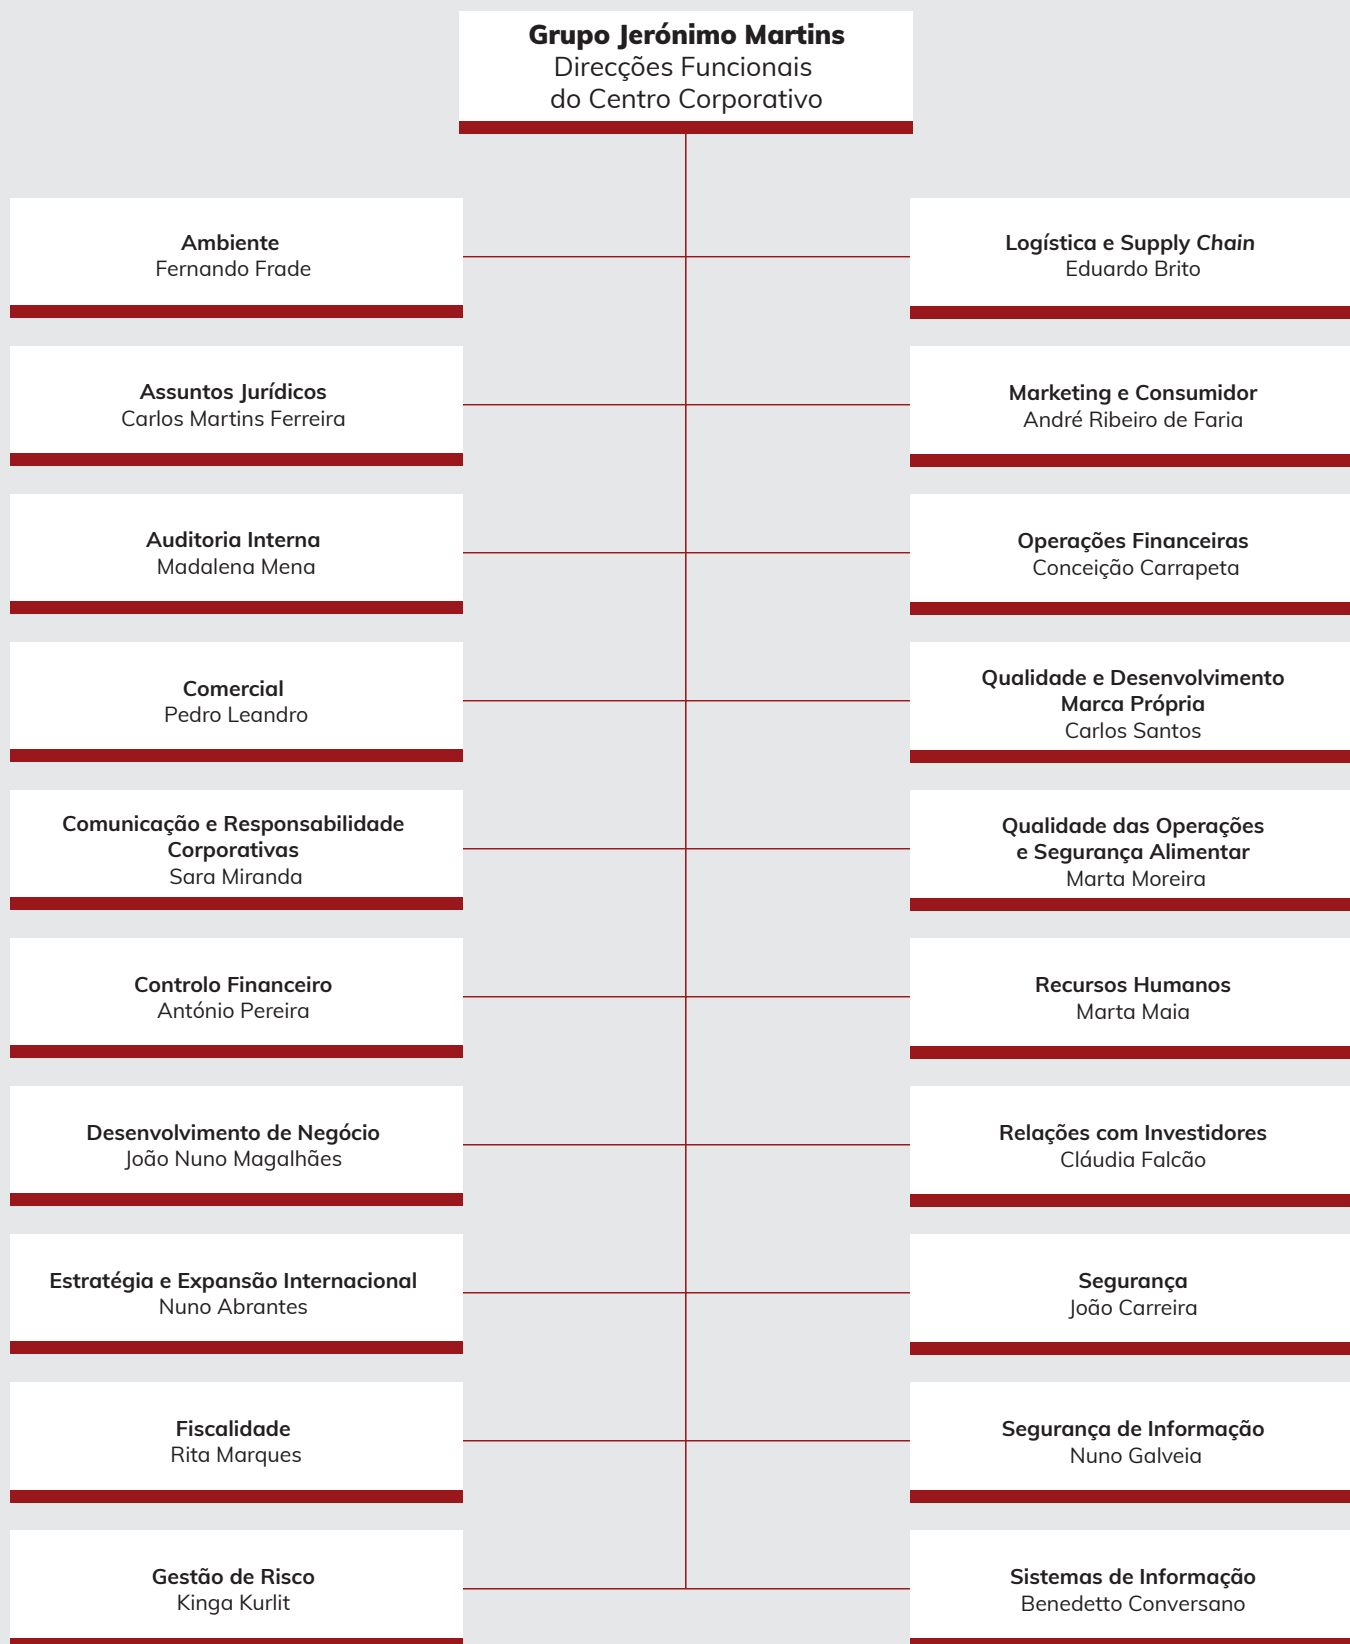 Grupo Jerónimo Martins
Direcções Funcionais
do Centro Corporativo
Ambiente
Fernando Frade
Assuntos Jurídicos
Carlos Martins Ferreira
Auditoria Interna
Madalena Mena
Comercial
Pedro Leandro
Comunicação e Responsabilidade
Corporativas
Sara Miranda
Controlo Financeiro
António Pereira
Desenvolvimento de Negócio
João Nuno Magalhães
Estratégia e Expansão Internacional
Nuno Abrantes
Fiscalidade
Rita Marques
Gestão de Risco
Kinga Kurlit
Logística e Supply Chain
Eduardo Brito
Marketing e Consumidor
André Ribeiro de Faria
Operações Financeiras
Conceição Carrapeta
Qualidade e Desenvolvimento
Marca Própria
Carlos Santos
Qualidade das Operações
e Segurança Alimentar
Marta Moreira
Recursos Humanos
Marta Maia
Relações com Investidores
Cláudia Falcão
Segurança
João Carreira
Segurança de Informação
Nuno Galveia
Sistemas de Informação
Benedetto Conversano